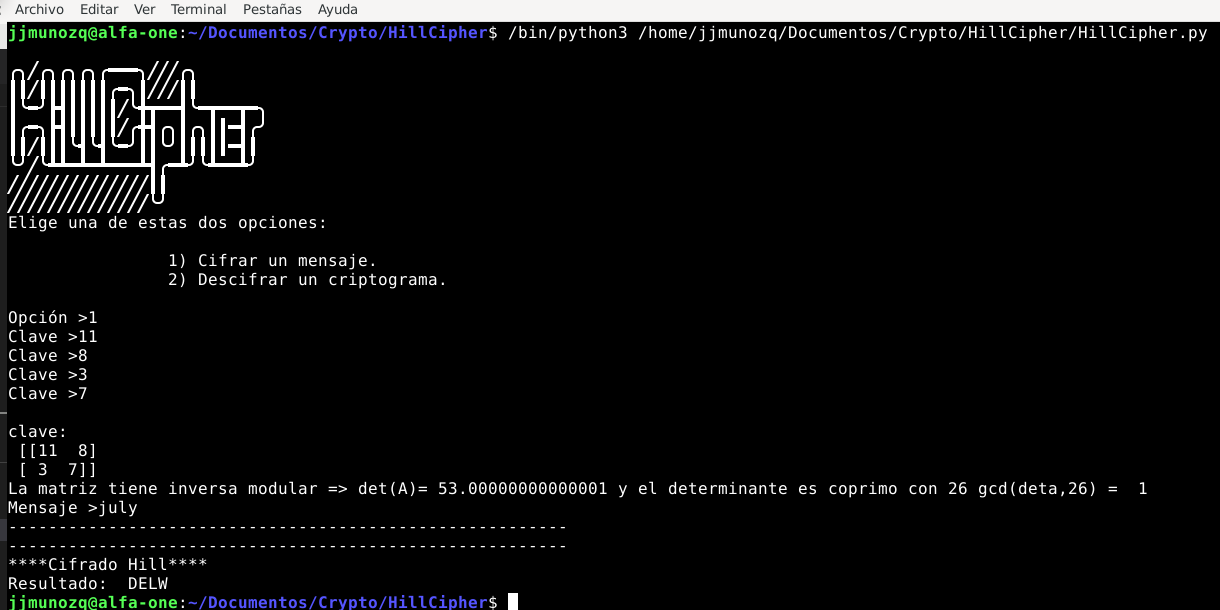 Archivo Editar Ver Terminal Pestañas Ayuda
jjmunozq@alfa-one:~/Documentos/Crypto/HillCipher$ /bin/python3 /home/jjmunozq/Documentos/Crypto/HillCipher/HillCipher.py
HillCipher
Elige una de estas dos opciones:
1) Cifrar un mensaje.
2) Descifrar un criptograma.
Opción >1
Clave >11
Clave >8
Clave >3
Clave >7
clave:
[[11  8]
[ 3  7]]
La matriz tiene inversa modular => det(A)= 53.00000000000001 y el determinante es coprimo con 26 gcd(deta,26) =  1
Mensaje >july
--------------------------------------------------------
--------------------------------------------------------
****Cifrado Hill****
Resultado:  DELW
jjmunozq@alfa-one:~/Documentos/Crypto/HillCipher$